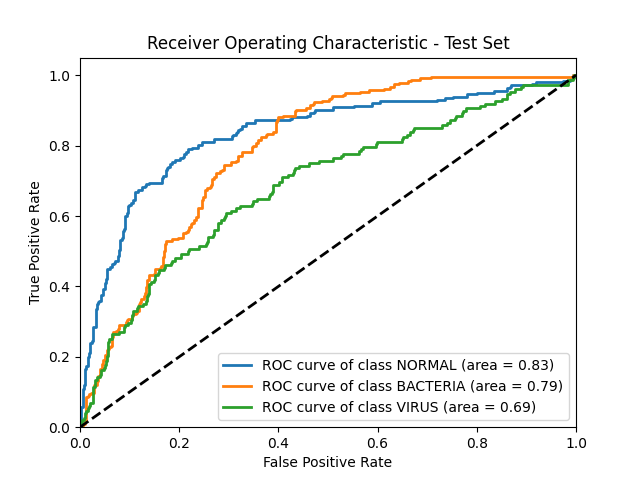 Receiver Operating Characteristic - Test Set
1.0
0.8
0.6
0.4
0.2
0.0
True Positive Rate
ROC curve of class NORMAL (area = 0.83)
ROC curve of class BACTERIA (area = 0.79)
ROC curve of class VIRUS (area = 0.69)
0.0 0.2 0.4 0.6 0.8 1.0
False Positive Rate